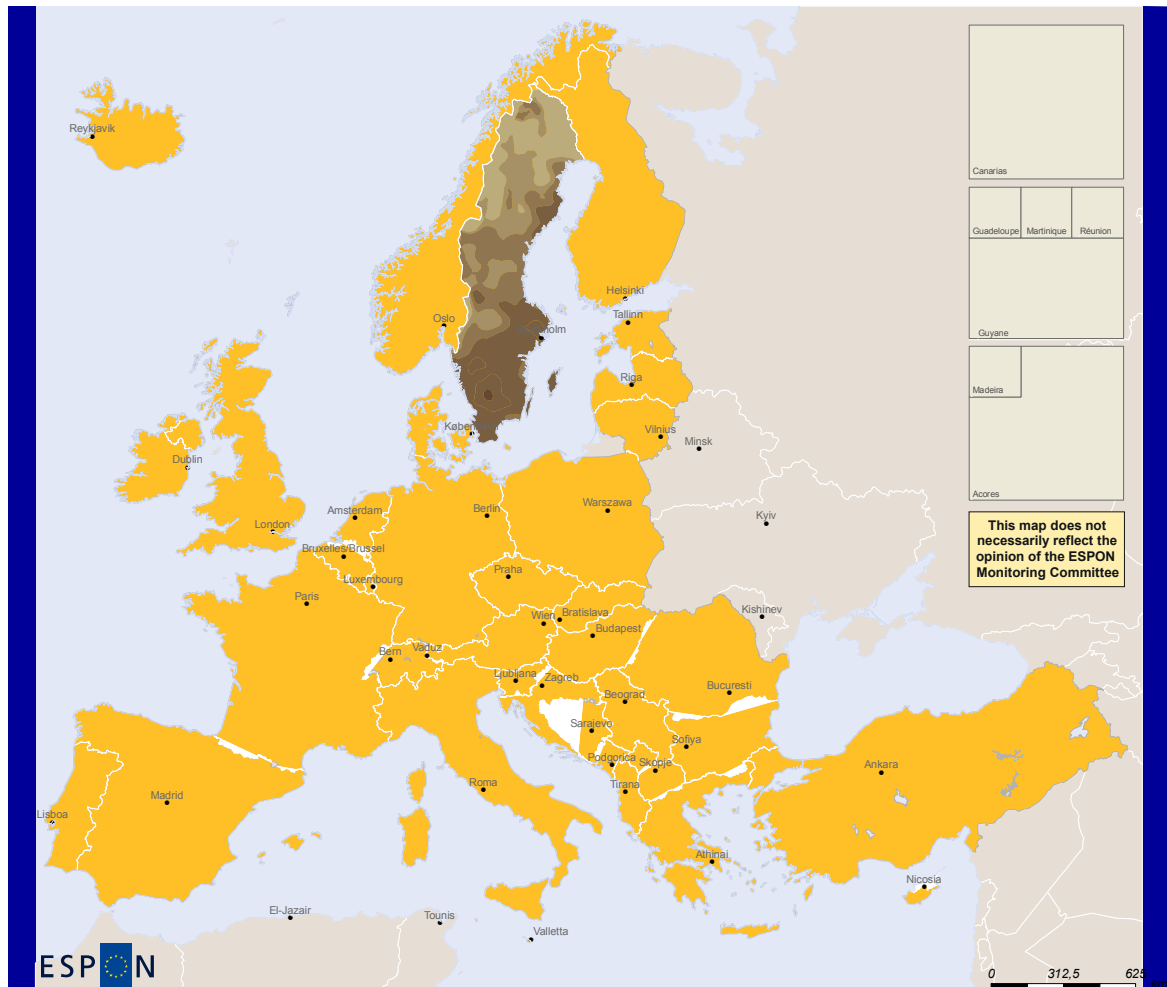 Reykjavik
Canarias
Guadeloupe Martinique Réunion
Helsinki
Oslo
Tallinn
Guyane
Riga
Madeira
København
Vilnius
Minsk
Dublin
Acores
Warszawa
Amsterdam
Berlin
Kyiv
London
This map does not
necessarily reflect the
opinion of the ESPON
Monitoring Committee
Bruxelles/Brussel
Praha
Luxembourg
Paris
Kishinev
Wien
Bratislava
Budapest
Bern
Vaduz
Ljubljana
Zagreb
Bucuresti
Beograd
Sarajevo
Sofiya
Podgorica
Skopje
Ankara
Roma
Tirana
Madrid
Lisboa
Athinai
Nicosia
El-Jazair
Tounis
Valletta
ESPON
0 312,5 625